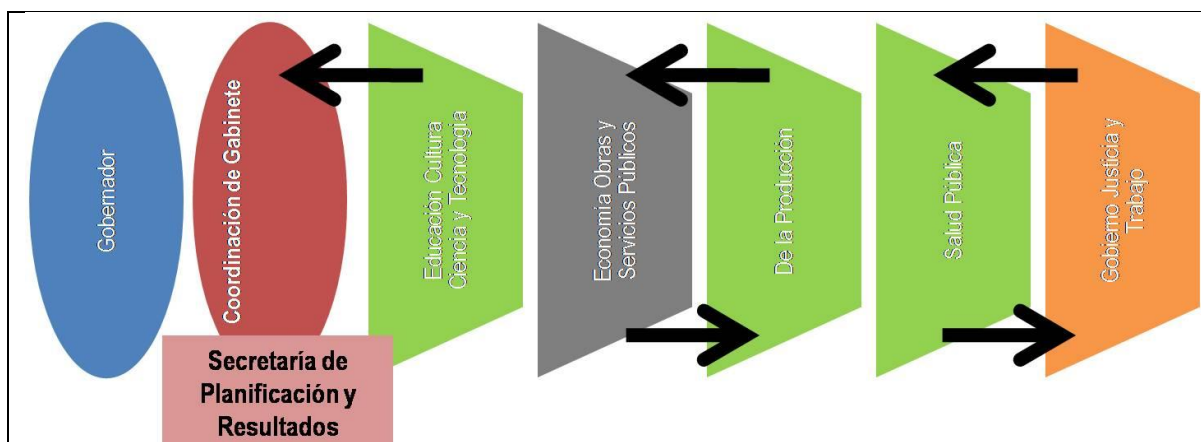 Gobernador
Coordinación de Gabinete
Secretaría de
Planificación y
Resultados
Educación Cultura
Ciencia y Tecnología
Economía Obras y
Servicios Públicos
De la Producción
Salud Pública
Gobierno Justicia y
Trabajo